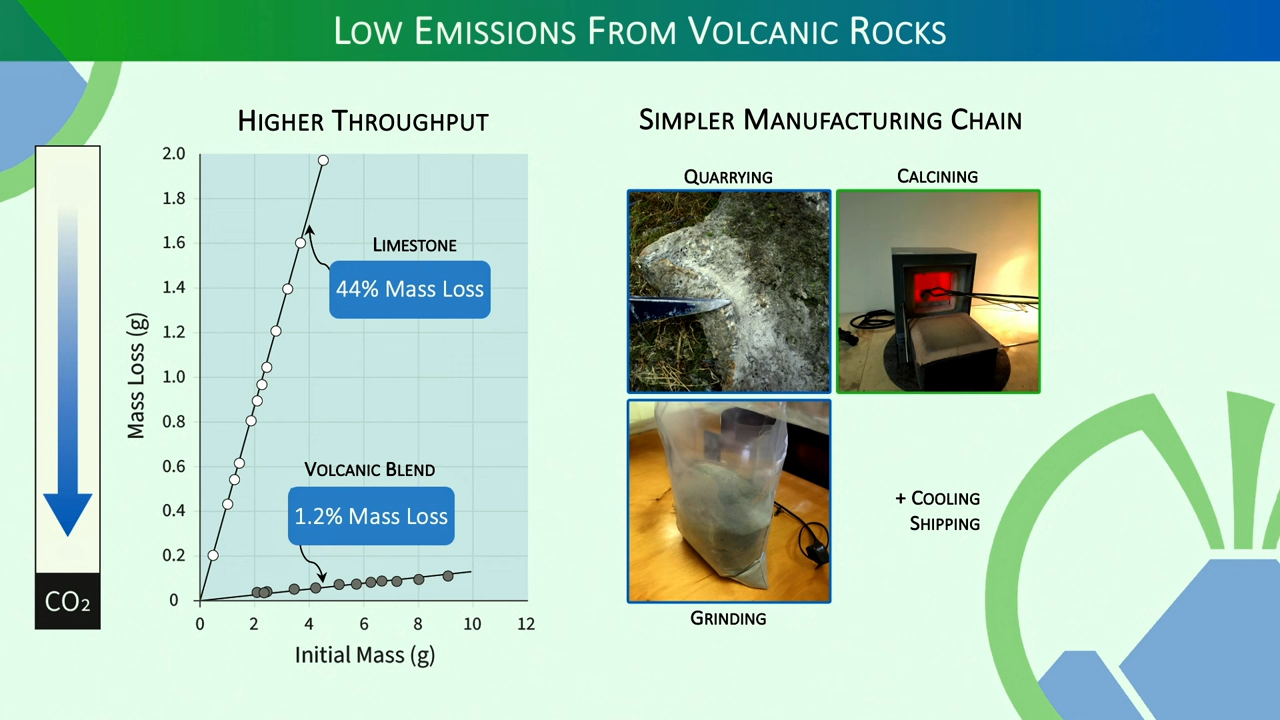 LOW EMISSIONS FROM VOLCANIC ROCKS
HIGHER THROUGHPUT
2.0
1.8
1.6
1.4
1.2
1.0
0.8
0.6
0.4
0.2
0
Mass Loss (g)
0 2 4 6 8 10 12
Initial Mass (g)
LIMESTONE
44% Mass Loss
VOLCANIC BLEND
1.2% Mass Loss
CO₂
SIMPLER MANUFACTURING CHAIN
QUARRYING
CALCINING
GRINDING
+ COOLING
SHIPPING